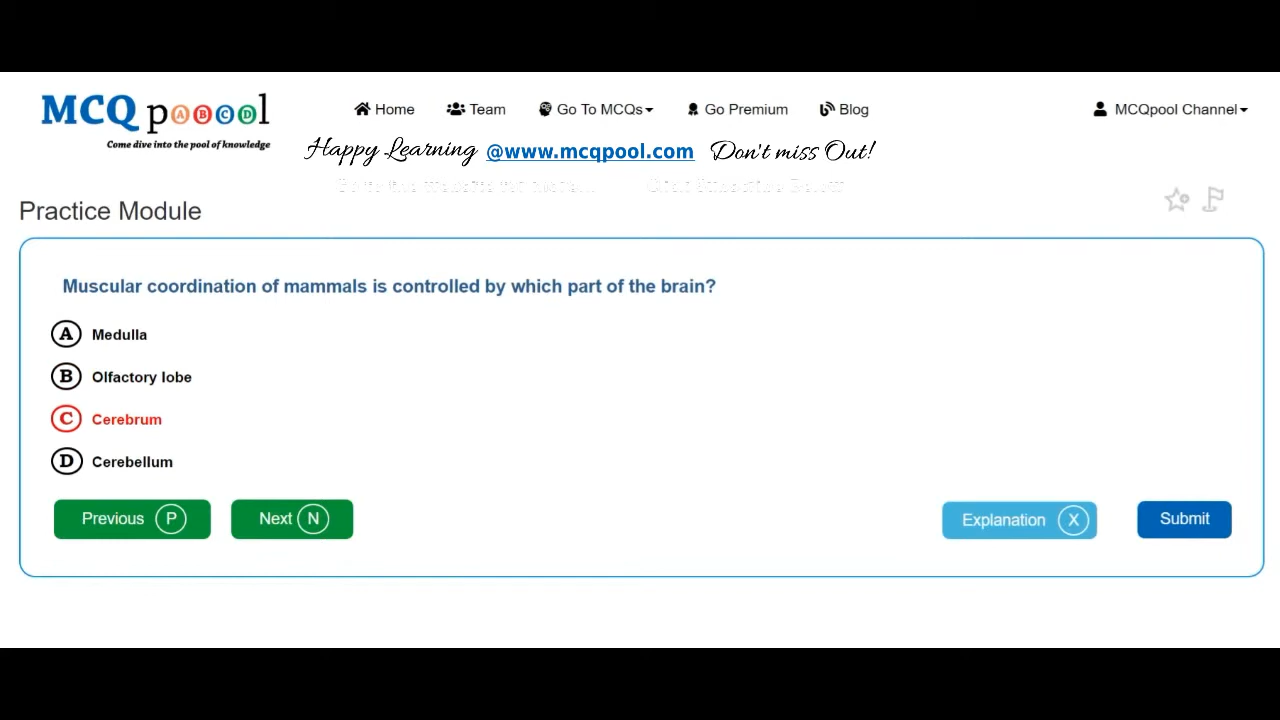 MCQ pABCDl
Come dive into the pool of knowledge
Home Team Go To MCQs Go Premium Blog MCQpool Channel
Happy Learning @www.mcqpool.com Don't miss Out!
Practice Module
Muscular coordination of mammals is controlled by which part of the brain?
A Medulla
B Olfactory lobe
C Cerebrum
D Cerebellum
Previous P Next N Explanation X Submit